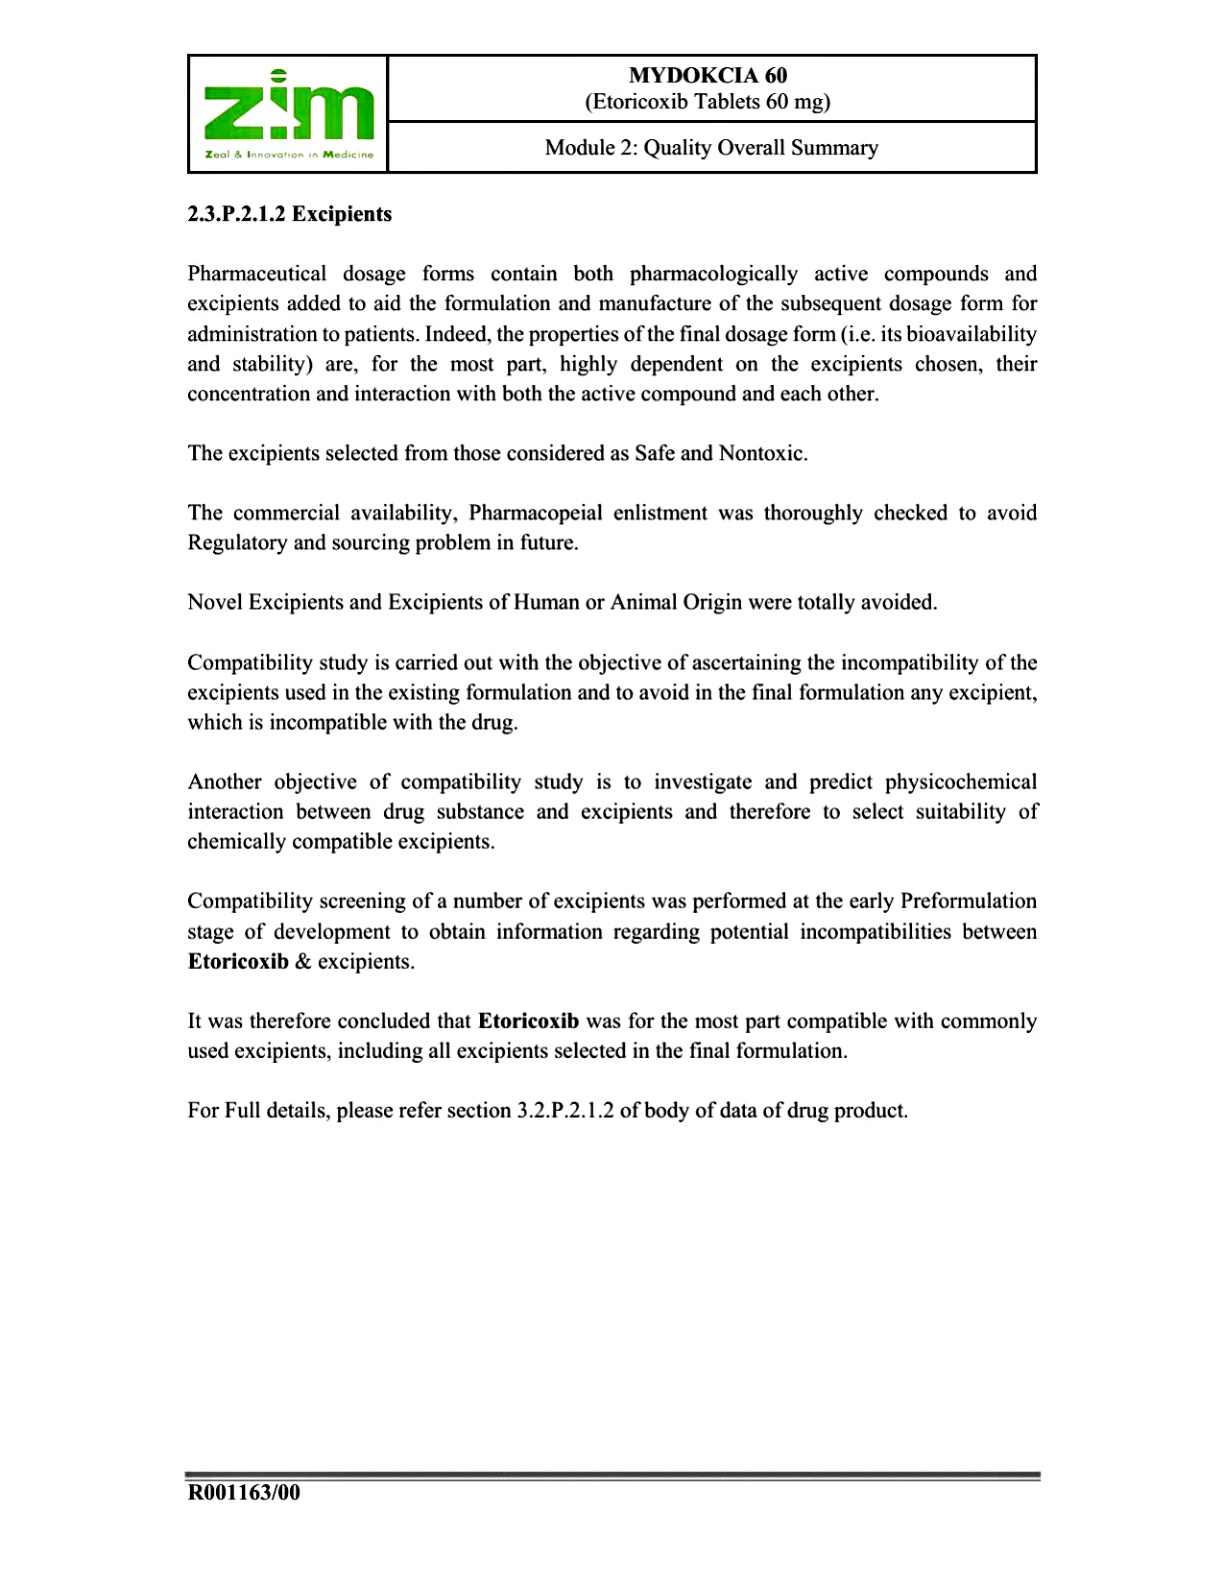 zim
Zeal & Innovation in Medicine
MYDOKCIA 60
(Etoricoxib Tablets 60 mg)
Module 2: Quality Overall Summary
2.3.P.2.1.2 Excipients
Pharmaceutical dosage forms contain both pharmacologically active compounds and
excipients added to aid the formulation and manufacture of the subsequent dosage form for
administration to patients. Indeed, the properties of the final dosage form (i.e. its bioavailability
and stability) are, for the most part, highly dependent on the excipients chosen, their
concentration and interaction with both the active compound and each other.
The excipients selected from those considered as Safe and Nontoxic.
The commercial availability, Pharmacopeial enlistment was thoroughly checked to avoid
Regulatory and sourcing problem in future.
Novel Excipients and Excipients of Human or Animal Origin were totally avoided.
Compatibility study is carried out with the objective of ascertaining the incompatibility of the
excipients used in the existing formulation and to avoid in the final formulation any excipient,
which is incompatible with the drug.
Another objective of compatibility study is to investigate and predict physicochemical
interaction between drug substance and excipients and therefore to select suitability of
chemically compatible excipients.
Compatibility screening of a number of excipients was performed at the early Preformulation
stage of development to obtain information regarding potential incompatibilities between
Etoricoxib & excipients.
It was therefore concluded that Etoricoxib was for the most part compatible with commonly
used excipients, including all excipients selected in the final formulation.
For Full details, please refer section 3.2.P.2.1.2 of body of data of drug product.
R001163/00